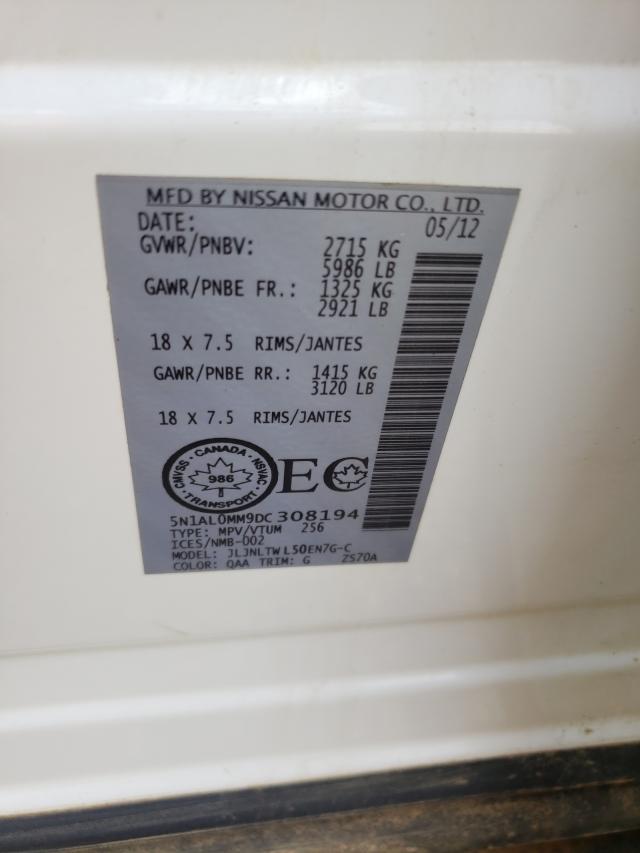 MFD BY NISSAN MOTOR CO., LTD.
DATE: 05/12
GVWR/PNBV: 2715 KG
5986 LB
GAWR/PNBE FR.: 1325 KG
2921 LB
18 X 7.5 RIMS/JANTES
GAWR/PNBE RR.: 1415 KG
3120 LB
18 X 7.5 RIMS/JANTES
CANADA
CMVSS NSVAC
986
TRANSPORT
EC
5N1AL0MM9DC308194
TYPE: MPV/VTUM 256
ICES/NMB-002
MODEL: JLJNLTWL50EN7G-C
COLOR: QAA TRIM: G ZS70A